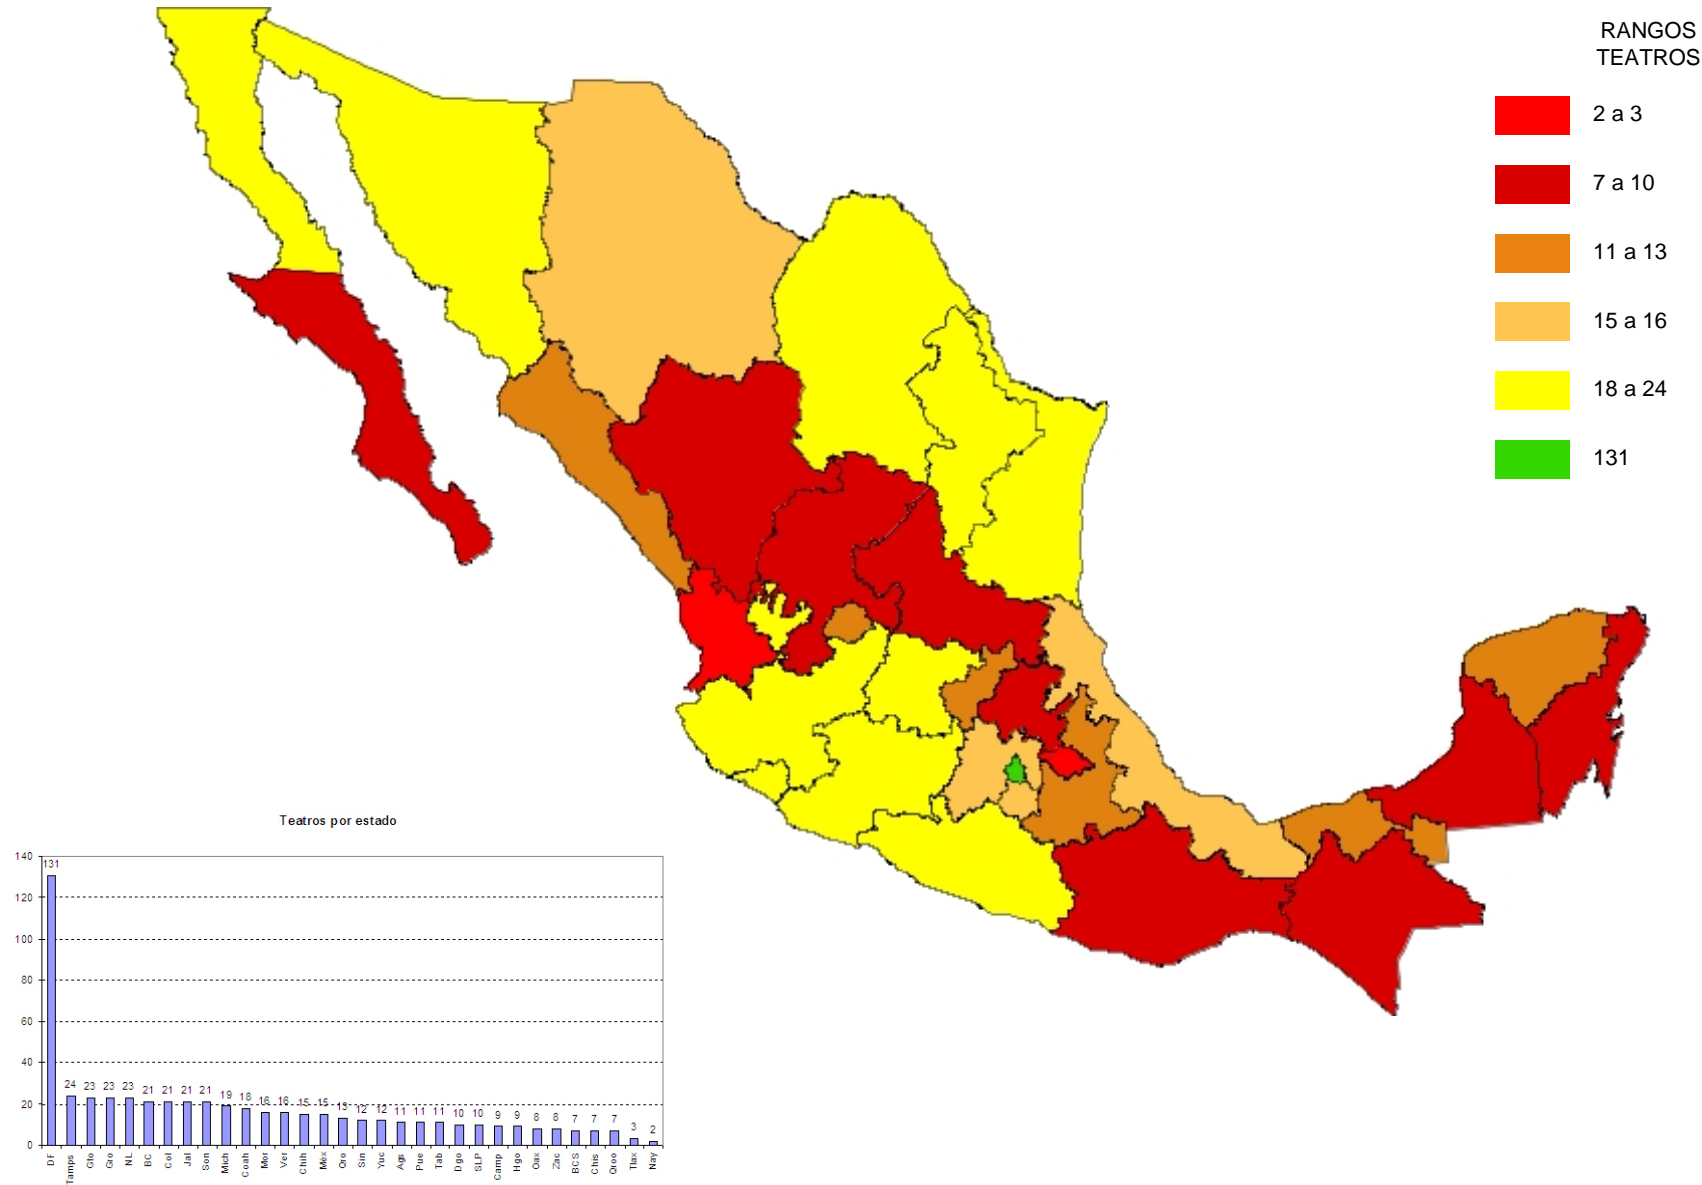 RANGOS
TEATROS
2 a 3
7 a 10
11 a 13
15 a 16
18 a 24
131
Teatros por estado
140
120
100
80
60
40
20
0
131 24 23 23 23 21 21 21 21 19 18 16 16 15 15 13 12 12 11 11 11 10 10 9 9 8 8 7 7 7 3 2
DF Tamps Gto Gro NL BC Col Jal Son Mich Coah Mor Ver Chih Méx Qro Sin Yuc Ags Pue Tab Dgo SLP Camp Hgo Oax Zac BCS Chis Qroo Tlax Nay